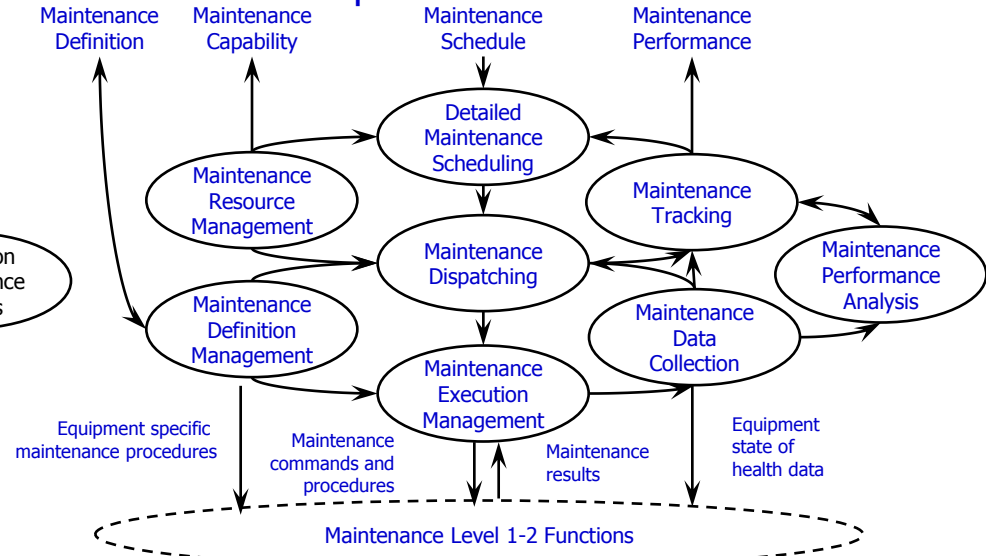 Maintenance
Definition
Maintenance
Capability
Maintenance
Schedule
Maintenance
Performance
Detailed
Maintenance
Scheduling
Maintenance
Resource
Management
Maintenance
Tracking
Maintenance
Dispatching
Maintenance
Performance
Analysis
Maintenance
Definition
Management
Maintenance
Data
Collection
Maintenance
Execution
Management
Equipment specific
maintenance procedures
Maintenance
commands and
procedures
Maintenance
results
Equipment
state of
health data
Maintenance Level 1-2 Functions